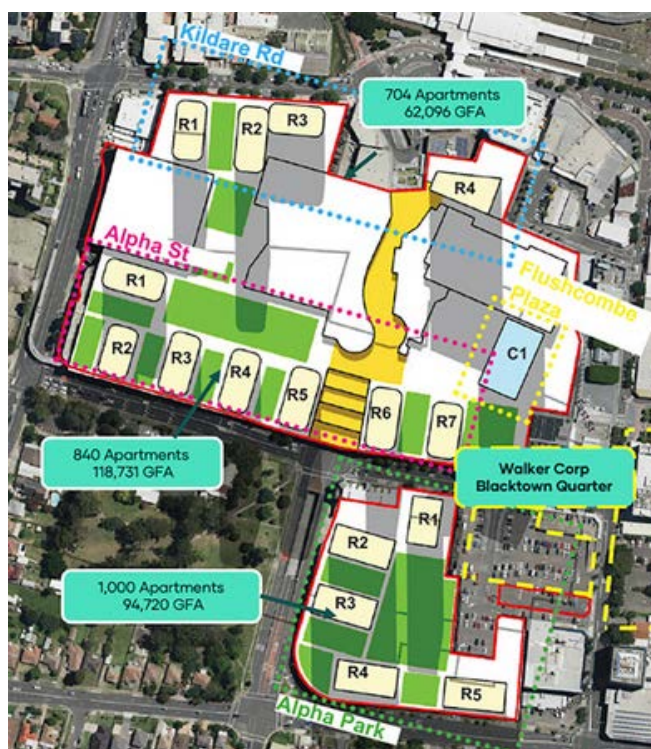 Kildare Rd
704 Apartments
62,096 GFA
R1
R2
R3
R4
Alpha St
Flushcombe
Plaza
R1
C1
R2
R3
R4
R5
R6
R7
840 Apartments
118,731 GFA
Walker Corp
Blacktown Quarter
R1
R2
1,000 Apartments
94,720 GFA
R3
R4
R5
Alpha Park